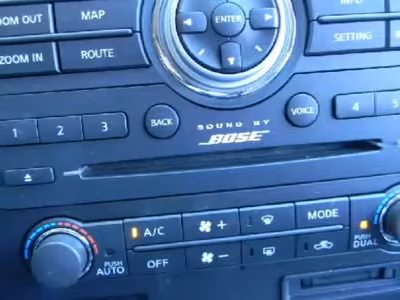 ZOOM OUT MAP ENTER INFO
ZOOM IN ROUTE SETTING
1 2 3 BACK SOUND BY VOICE 4 5
BOSE
A/C + MODE
PUSH AUTO OFF - PUSH DUAL